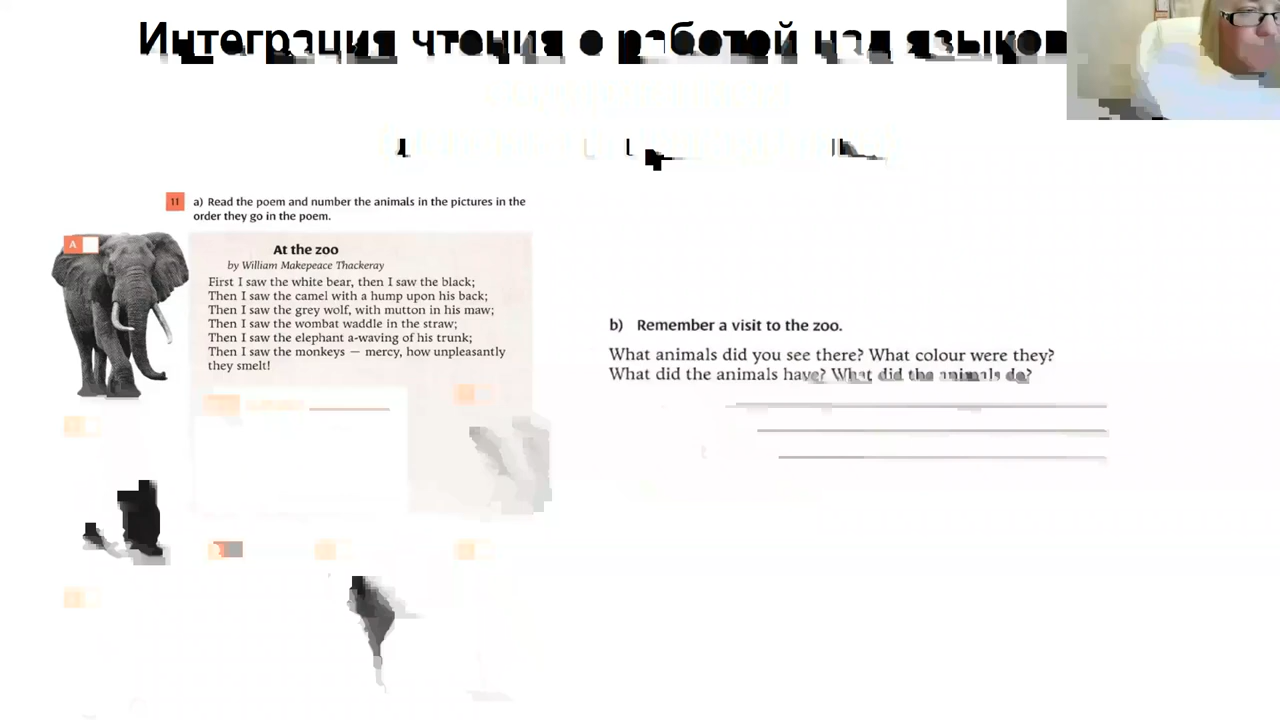 Интеграция чтения с работой над языков
11 a) Read the poem and number the animals in the pictures in the
order they go in the poem.
A
At the zoo
by William Makepeace Thackeray
First I saw the white bear, then I saw the black;
Then I saw the camel with a hump upon his back;
Then I saw the grey wolf, with mutton in his maw;
Then I saw the wombat waddle in the straw;
Then I saw the elephant a-waving of his trunk;
Then I saw the monkeys — mercy, how unpleasantly
they smelt!
b) Remember a visit to the zoo.
What animals did you see there? What colour were they?
What did the animals have? What did the animals do?